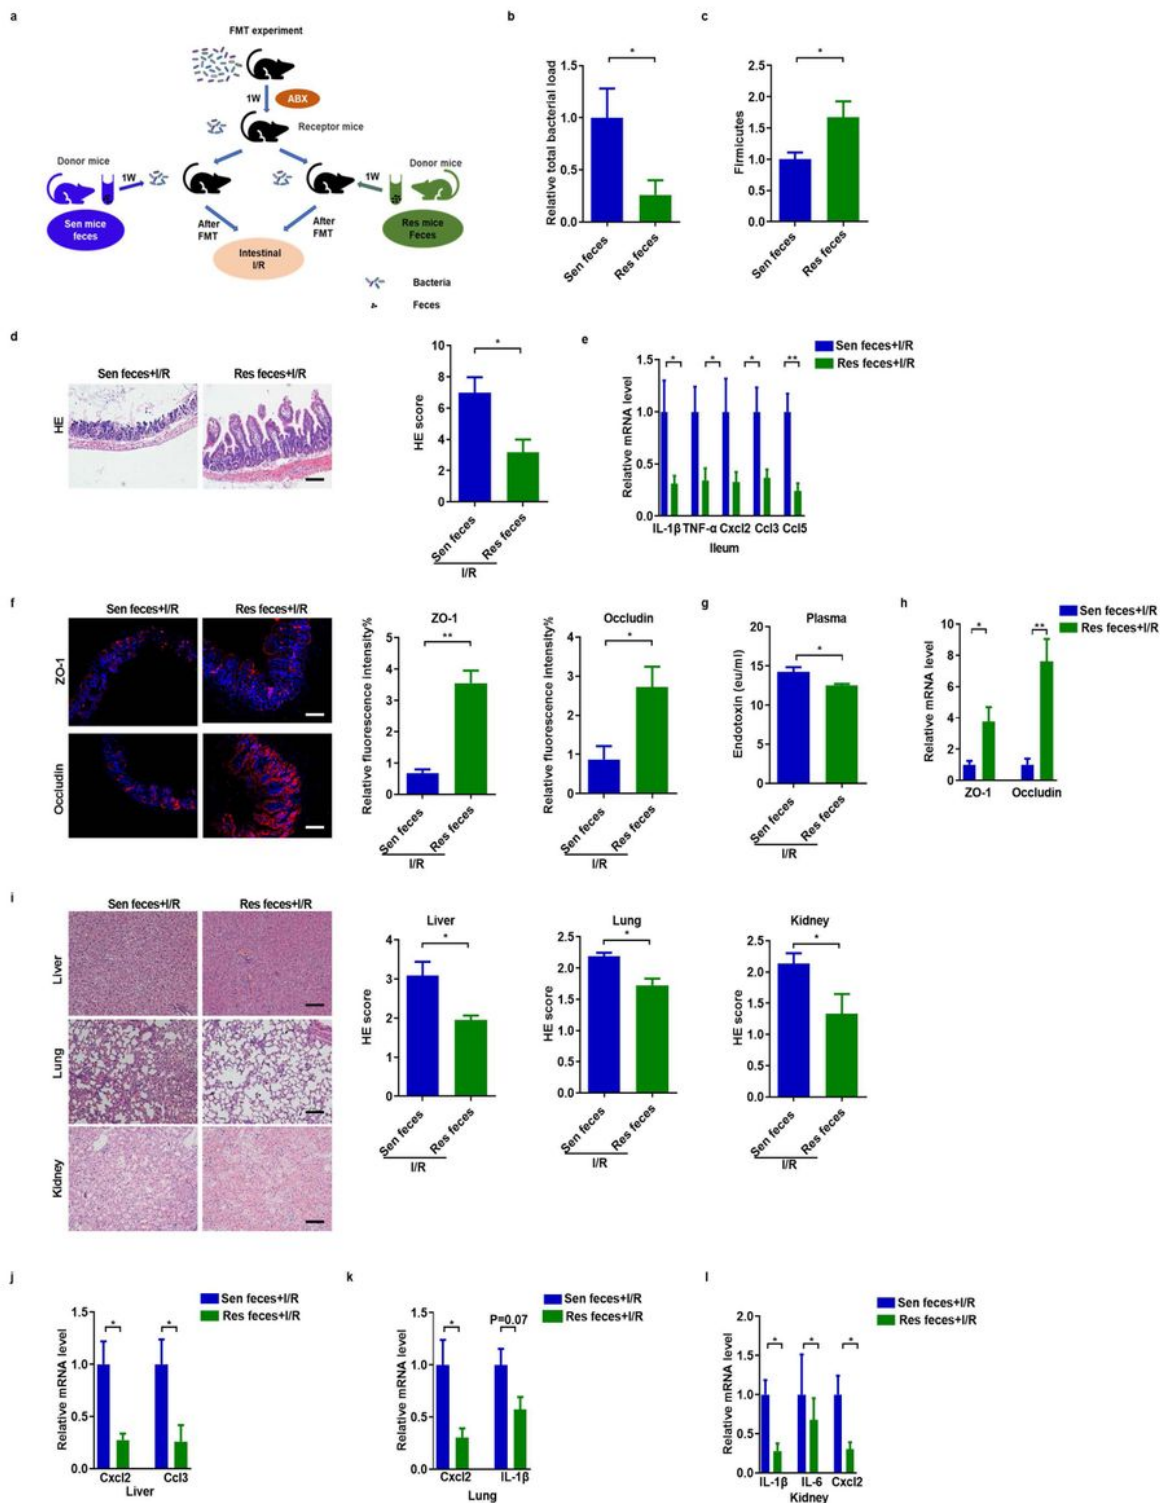 a
FMT experiment
1W
ABX
Receptor mice
Donor mice
1W
Sen mice
feces
1W
Donor mice
Res mice
Feces
After
FMT
After
FMT
Intestinal
I/R
Bacteria
Feces
b
Relative total bacterial load
1.5
1.0
0.5
0.0
*
Sen feces
Res feces
c
Firmicutes
2.5
2.0
1.5
1.0
0.5
0.0
*
Sen feces
Res feces
d
Sen feces+I/R
Res feces+I/R
HE
HE score
10
8
6
4
2
0
*
Sen feces
Res feces
I/R
e
Sen feces+I/R
Res feces+I/R
Relative mRNA level
1.5
1.0
0.5
0.0
* * * * **
IL-1β TNF-α Cxcl2 Ccl3 Ccl5
Ileum
f
Sen feces+I/R
Res feces+I/R
ZO-1
Occludin
ZO-1
Relative fluorescence intensity%
5
4
3
2
1
0
**
Sen feces
Res feces
I/R
Occludin
Relative fluorescence intensity%
4
3
2
1
0
*
Sen feces
Res feces
I/R
g
Plasma
Endotoxin (eu/ml)
20
15
10
5
0
*
Sen feces
Res feces
I/R
h
Sen feces+I/R
Res feces+I/R
Relative mRNA level
10
8
6
4
2
0
* **
ZO-1 Occludin
i
Sen feces+I/R
Res feces+I/R
Liver
Lung
Kidney
Liver
HE score
4
3
2
1
0
*
Sen feces
Res feces
I/R
Lung
HE score
2.5
2.0
1.5
1.0
0.5
0.0
*
Sen feces
Res feces
I/R
Kidney
HE score
2.5
2.0
1.5
1.0
0.5
0.0
*
Sen feces
Res feces
I/R
j
Sen feces+I/R
Res feces+I/R
Relative mRNA level
1.5
1.0
0.5
0.0
* *
Cxcl2 Ccl3
Liver
k
Sen feces+I/R
Res feces+I/R
Relative mRNA level
1.5
1.0
0.5
0.0
* P=0.07
Cxcl2 IL-1β
Lung
l
Sen feces+I/R
Res feces+I/R
Relative mRNA level
2.0
1.5
1.0
0.5
0.0
* * *
IL-1β IL-6 Cxcl2
Kidney